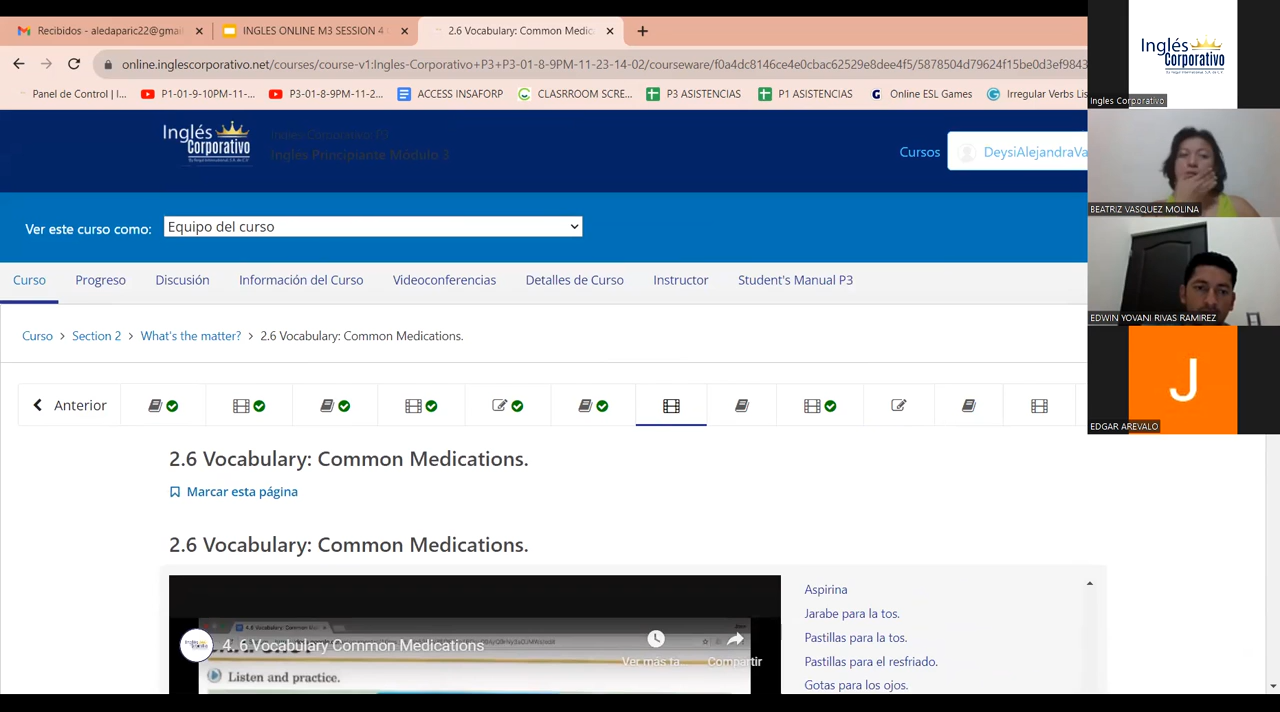 Recibidos - aledaparic22@gmai
INGLES ONLINE M3 SESSION 4
2.6 Vocabulary: Common Medic
online.inglescorporativo.net/courses/course-v1:Ingles-Corporativo+P3+P3-01-8-9PM-11-23-14-02/courseware/f0a4dc8146ce4e0cbac62529e8dee4f5/5878504d79624f15be0d3ef9843
Panel de Control | I...
P1-01-9-10PM-11-...
P3-01-8-9PM-11-2...
ACCESS INSAFORP
CLASRROOM SCRE...
P3 ASISTENCIAS
P1 ASISTENCIAS
Online ESL Games
Irregular Verbs Lis
Inglés
Corporativo
Ingles Corporativo
Inglés
Corporativo
Ingles Principiante Módulo 3
Cursos
DeysiAlejandraVa
BEATRIZ VASQUEZ MOLINA
Ver este curso como:
Equipo del curso
Curso
Progreso
Discusión
Información del Curso
Videoconferencias
Detalles de Curso
Instructor
Student's Manual P3
EDWIN YOVANI RIVAS RAMIREZ
Curso > Section 2 > What's the matter? > 2.6 Vocabulary: Common Medications.
J
EDGAR AREVALO
Anterior
2.6 Vocabulary: Common Medications.
Marcar esta página
2.6 Vocabulary: Common Medications.
4. 6 Vocabulary Common Medications
Ver más ta...
Compartir
Listen and practice.
Aspirina
Jarabe para la tos.
Pastillas para la tos.
Pastillas para el resfriado.
Gotas para los ojos.